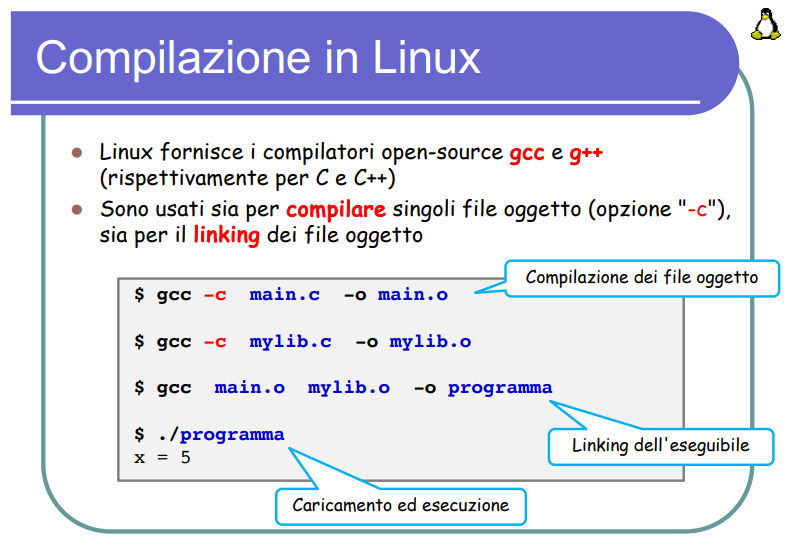 Compilazione in Linux
Linux fornisce i compilatori open-source gcc e g++
(rispettivamente per C e C++)
Sono usati sia per compilare singoli file oggetto (opzione "-c"),
sia per il linking dei file oggetto
Compilazione dei file oggetto
$ gcc -c main.c -o main.o
$ gcc -c mylib.c -o mylib.o
$ gcc main.o mylib.o -o programma
$ ./programma
Linking dell'eseguibile
x = 5
Caricamento ed esecuzione